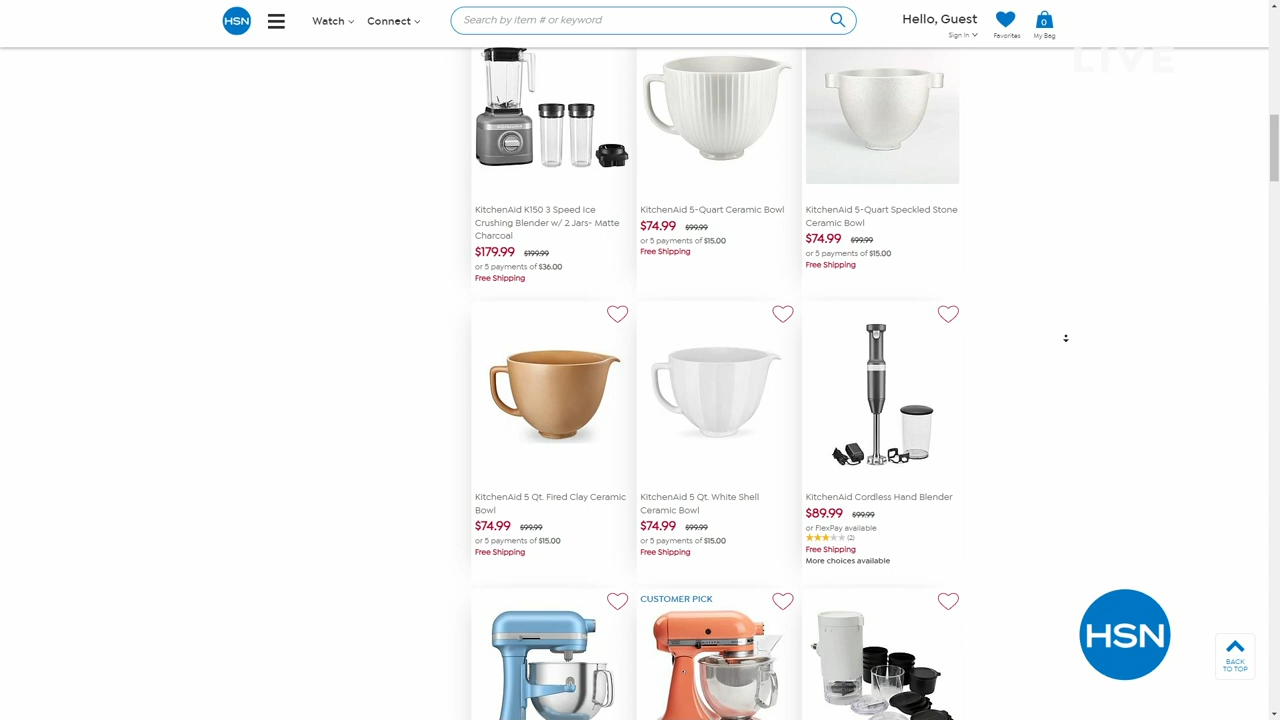 HSN
Watch
Connect
Search by item # or keyword
Hello, Guest
Sign In
Favorites
0
My Bag
LIVE
KitchenAid K150 3 Speed Ice
Crushing Blender w/ 2 Jars- Matte
Charcoal
$179.99 $199.99
or 5 payments of $36.00
Free Shipping
KitchenAid 5-Quart Ceramic Bowl
$74.99 $99.99
or 5 payments of $15.00
Free Shipping
KitchenAid 5-Quart Speckled Stone
Ceramic Bowl
$74.99 $99.99
or 5 payments of $15.00
Free Shipping
KitchenAid 5 Qt. Fired Clay Ceramic
Bowl
$74.99 $99.99
or 5 payments of $15.00
Free Shipping
KitchenAid 5 Qt. White Shell
Ceramic Bowl
$74.99 $99.99
or 5 payments of $15.00
Free Shipping
KitchenAid Cordless Hand Blender
$89.99 $99.99
or FlexPay available
(2)
Free Shipping
More choices available
CUSTOMER PICK
HSN
BACK
TO TOP